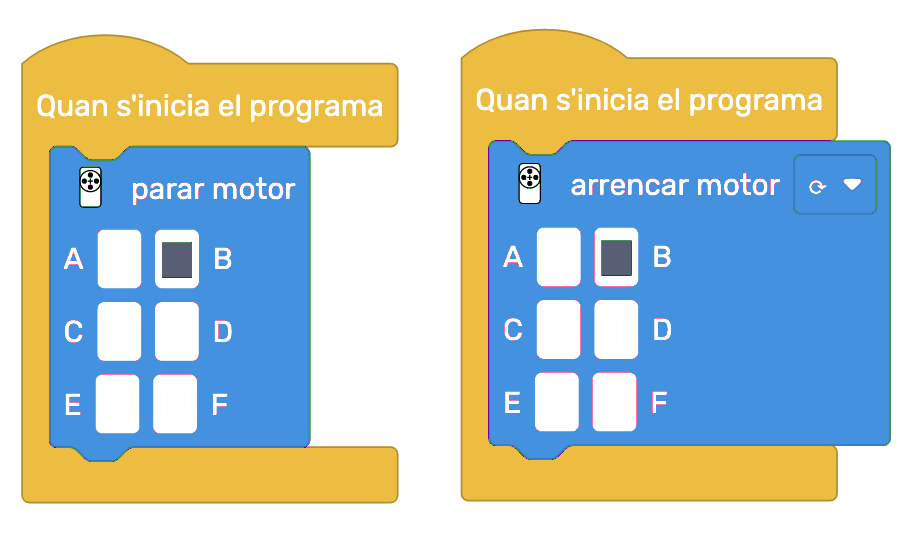 Quan s'inicia el programa
parar motor
A B
C D
E F
Quan s'inicia el programa
arrencar motor
A B
C D
E F